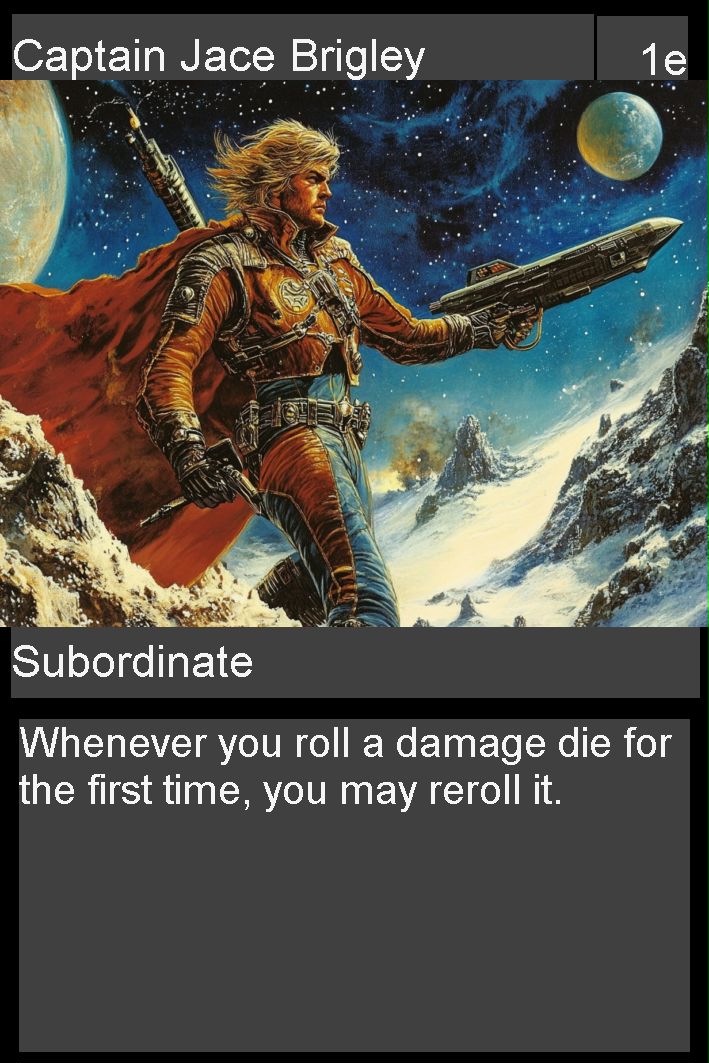 Captain Jace Brigley
1e
Subordinate
Whenever you roll a damage die for
the first time, you may reroll it.